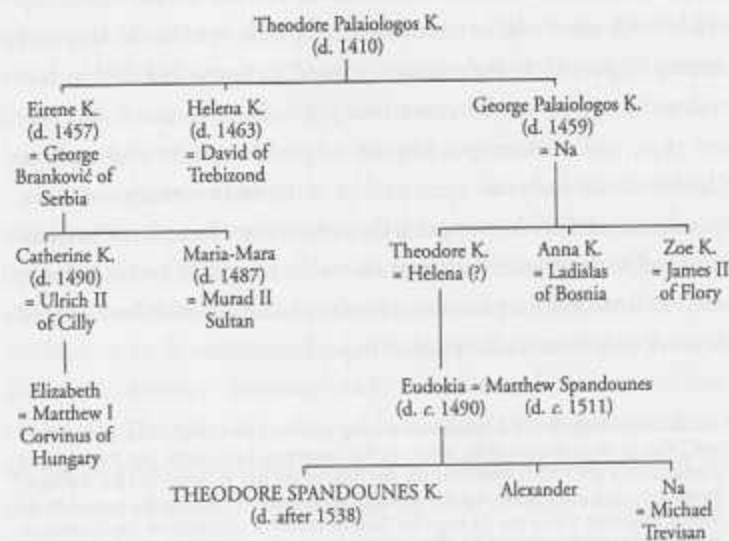 Theodore Palaiologos K.
(d. 1410)
Eirene K.
(d. 1457)
= George
Branković of
Serbia
Helena K.
(d. 1463)
= David of
Trebizond
George Palaiologos K.
(d. 1459)
= Na
Catherine K.
(d. 1490)
= Ulrich II
of Cilly
Maria-Mara
(d. 1487)
= Murad II
Sultan
Theodore K.
= Helena (?)
Anna K.
= Ladislas
of Bosnia
Zoe K.
= James II
of Flory
Elizabeth
= Matthew I
Corvinus of
Hungary
Eudokia = Matthew Spandounes
(d. c. 1490) (d. c. 1511)
THEODORE SPANDOUNES K.
(d. after 1538)
Alexander
Na
= Michael
Trevisan